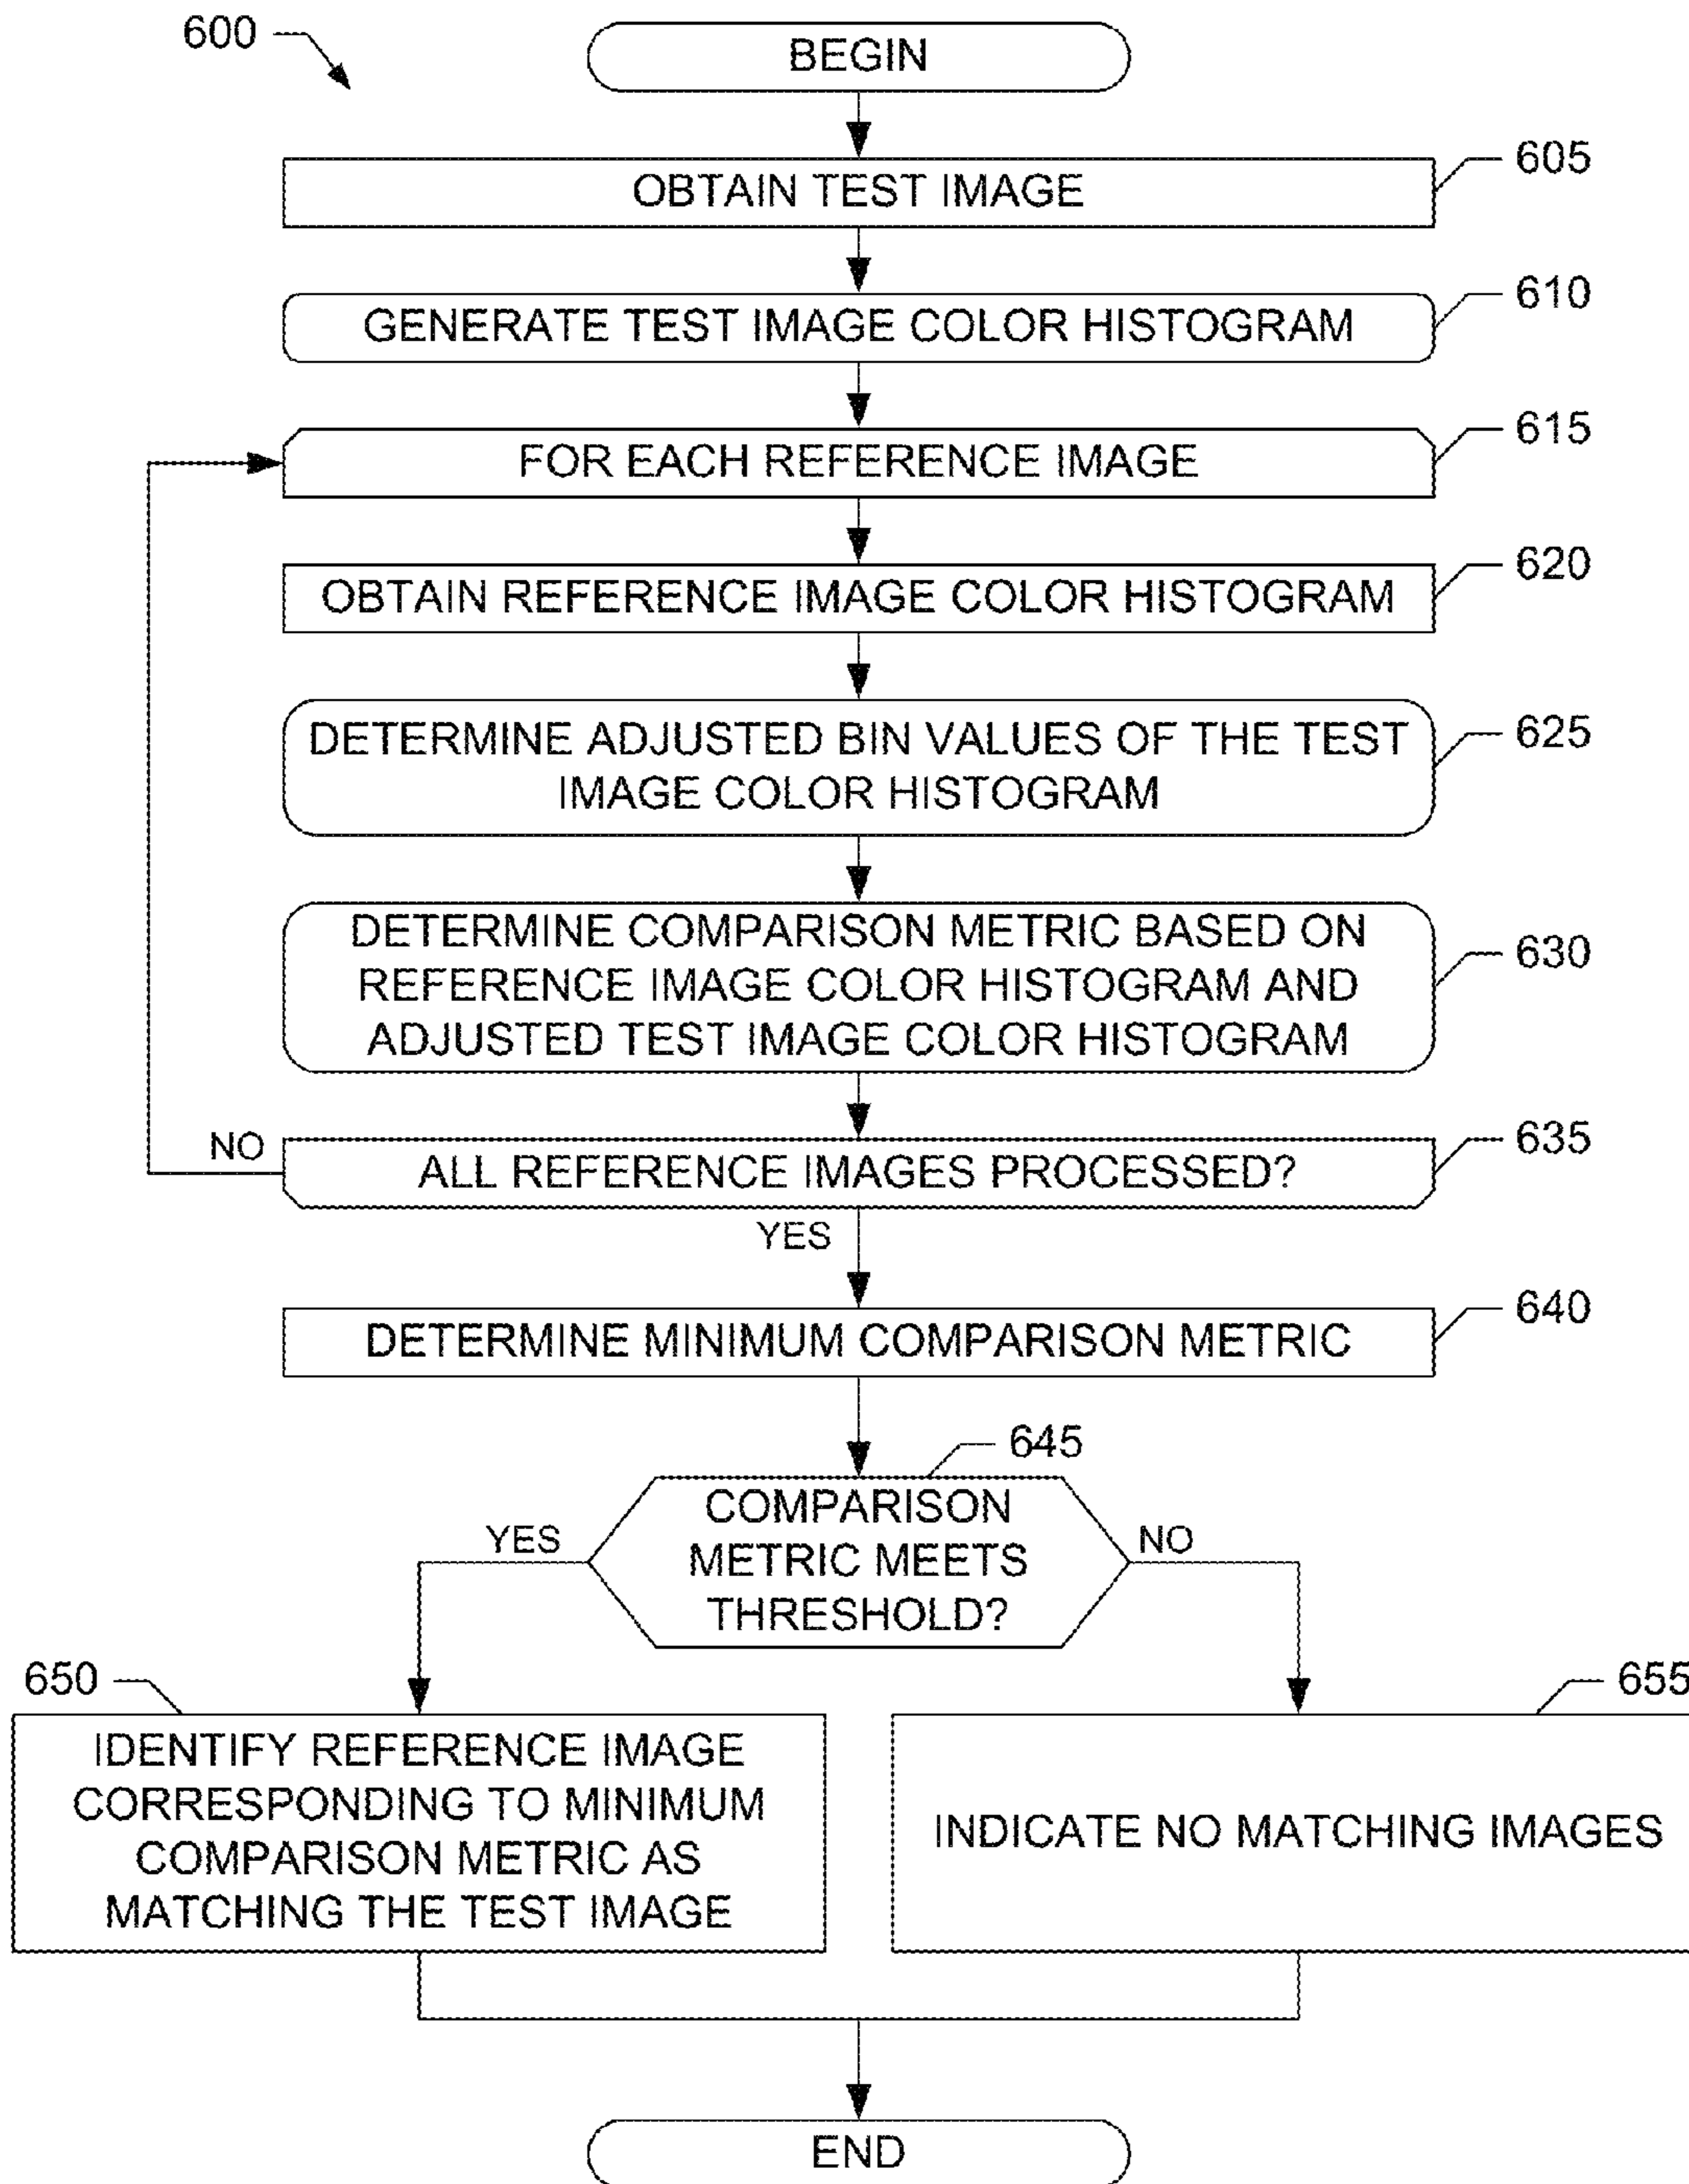 600
BEGIN
605
OBTAIN TEST IMAGE
610
GENERATE TEST IMAGE COLOR HISTOGRAM
615
FOR EACH REFERENCE IMAGE
620
OBTAIN REFERENCE IMAGE COLOR HISTOGRAM
625
DETERMINE ADJUSTED BIN VALUES OF THE TEST
IMAGE COLOR HISTOGRAM
630
DETERMINE COMPARISON METRIC BASED ON
REFERENCE IMAGE COLOR HISTOGRAM AND
ADJUSTED TEST IMAGE COLOR HISTOGRAM
635
NO
ALL REFERENCE IMAGES PROCESSED?
YES
640
DETERMINE MINIMUM COMPARISON METRIC
645
COMPARISON
METRIC MEETS
THRESHOLD?
YES
NO
650
IDENTIFY REFERENCE IMAGE
CORRESPONDING TO MINIMUM
COMPARISON METRIC AS
MATCHING THE TEST IMAGE
655
INDICATE NO MATCHING IMAGES
END